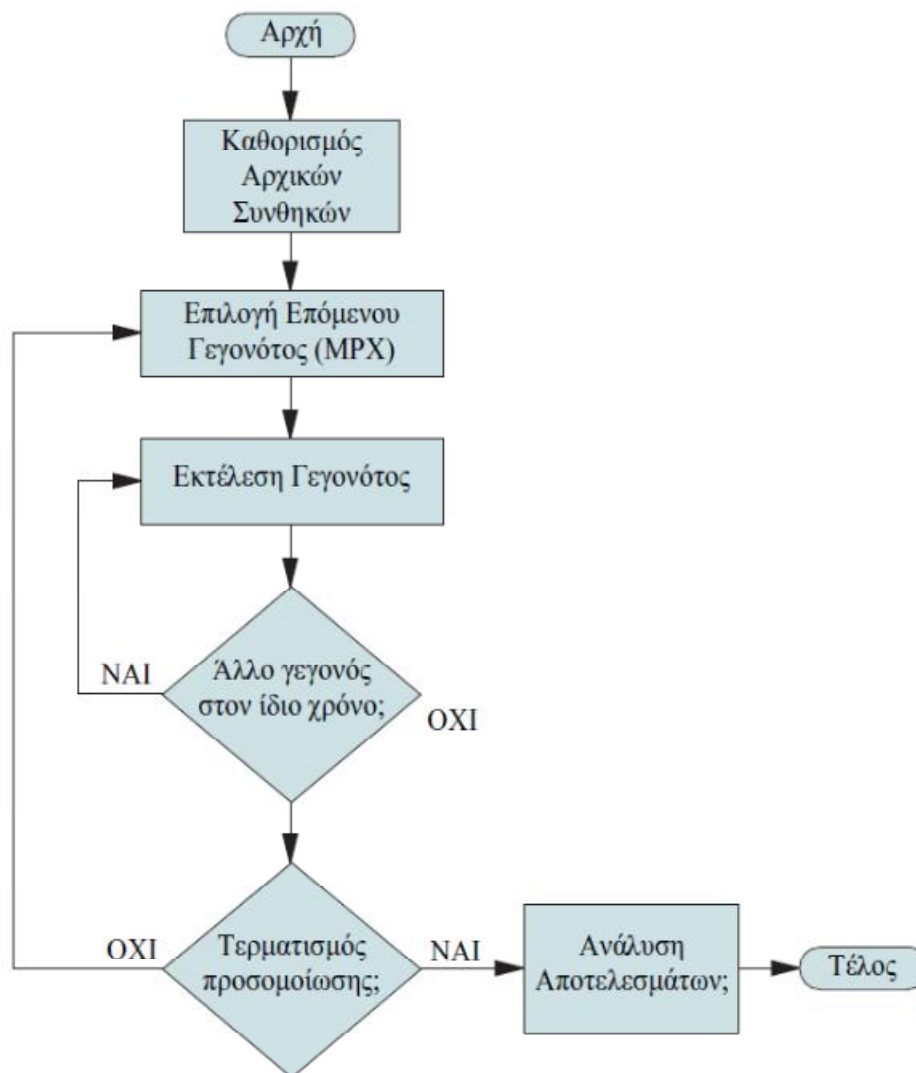 Αρχή
Καθορισμός
Αρχικών
Συνθηκών
Επιλογή Επόμενου
Γεγονότος (ΜΡΧ)
Εκτέλεση Γεγονότος
Άλλο γεγονός
στον ίδιο χρόνο;
ΝΑΙ
ΟΧΙ
Τερματισμός
προσομοίωσης;
ΟΧΙ
ΝΑΙ
Ανάλυση
Αποτελεσμάτων;
Τέλος